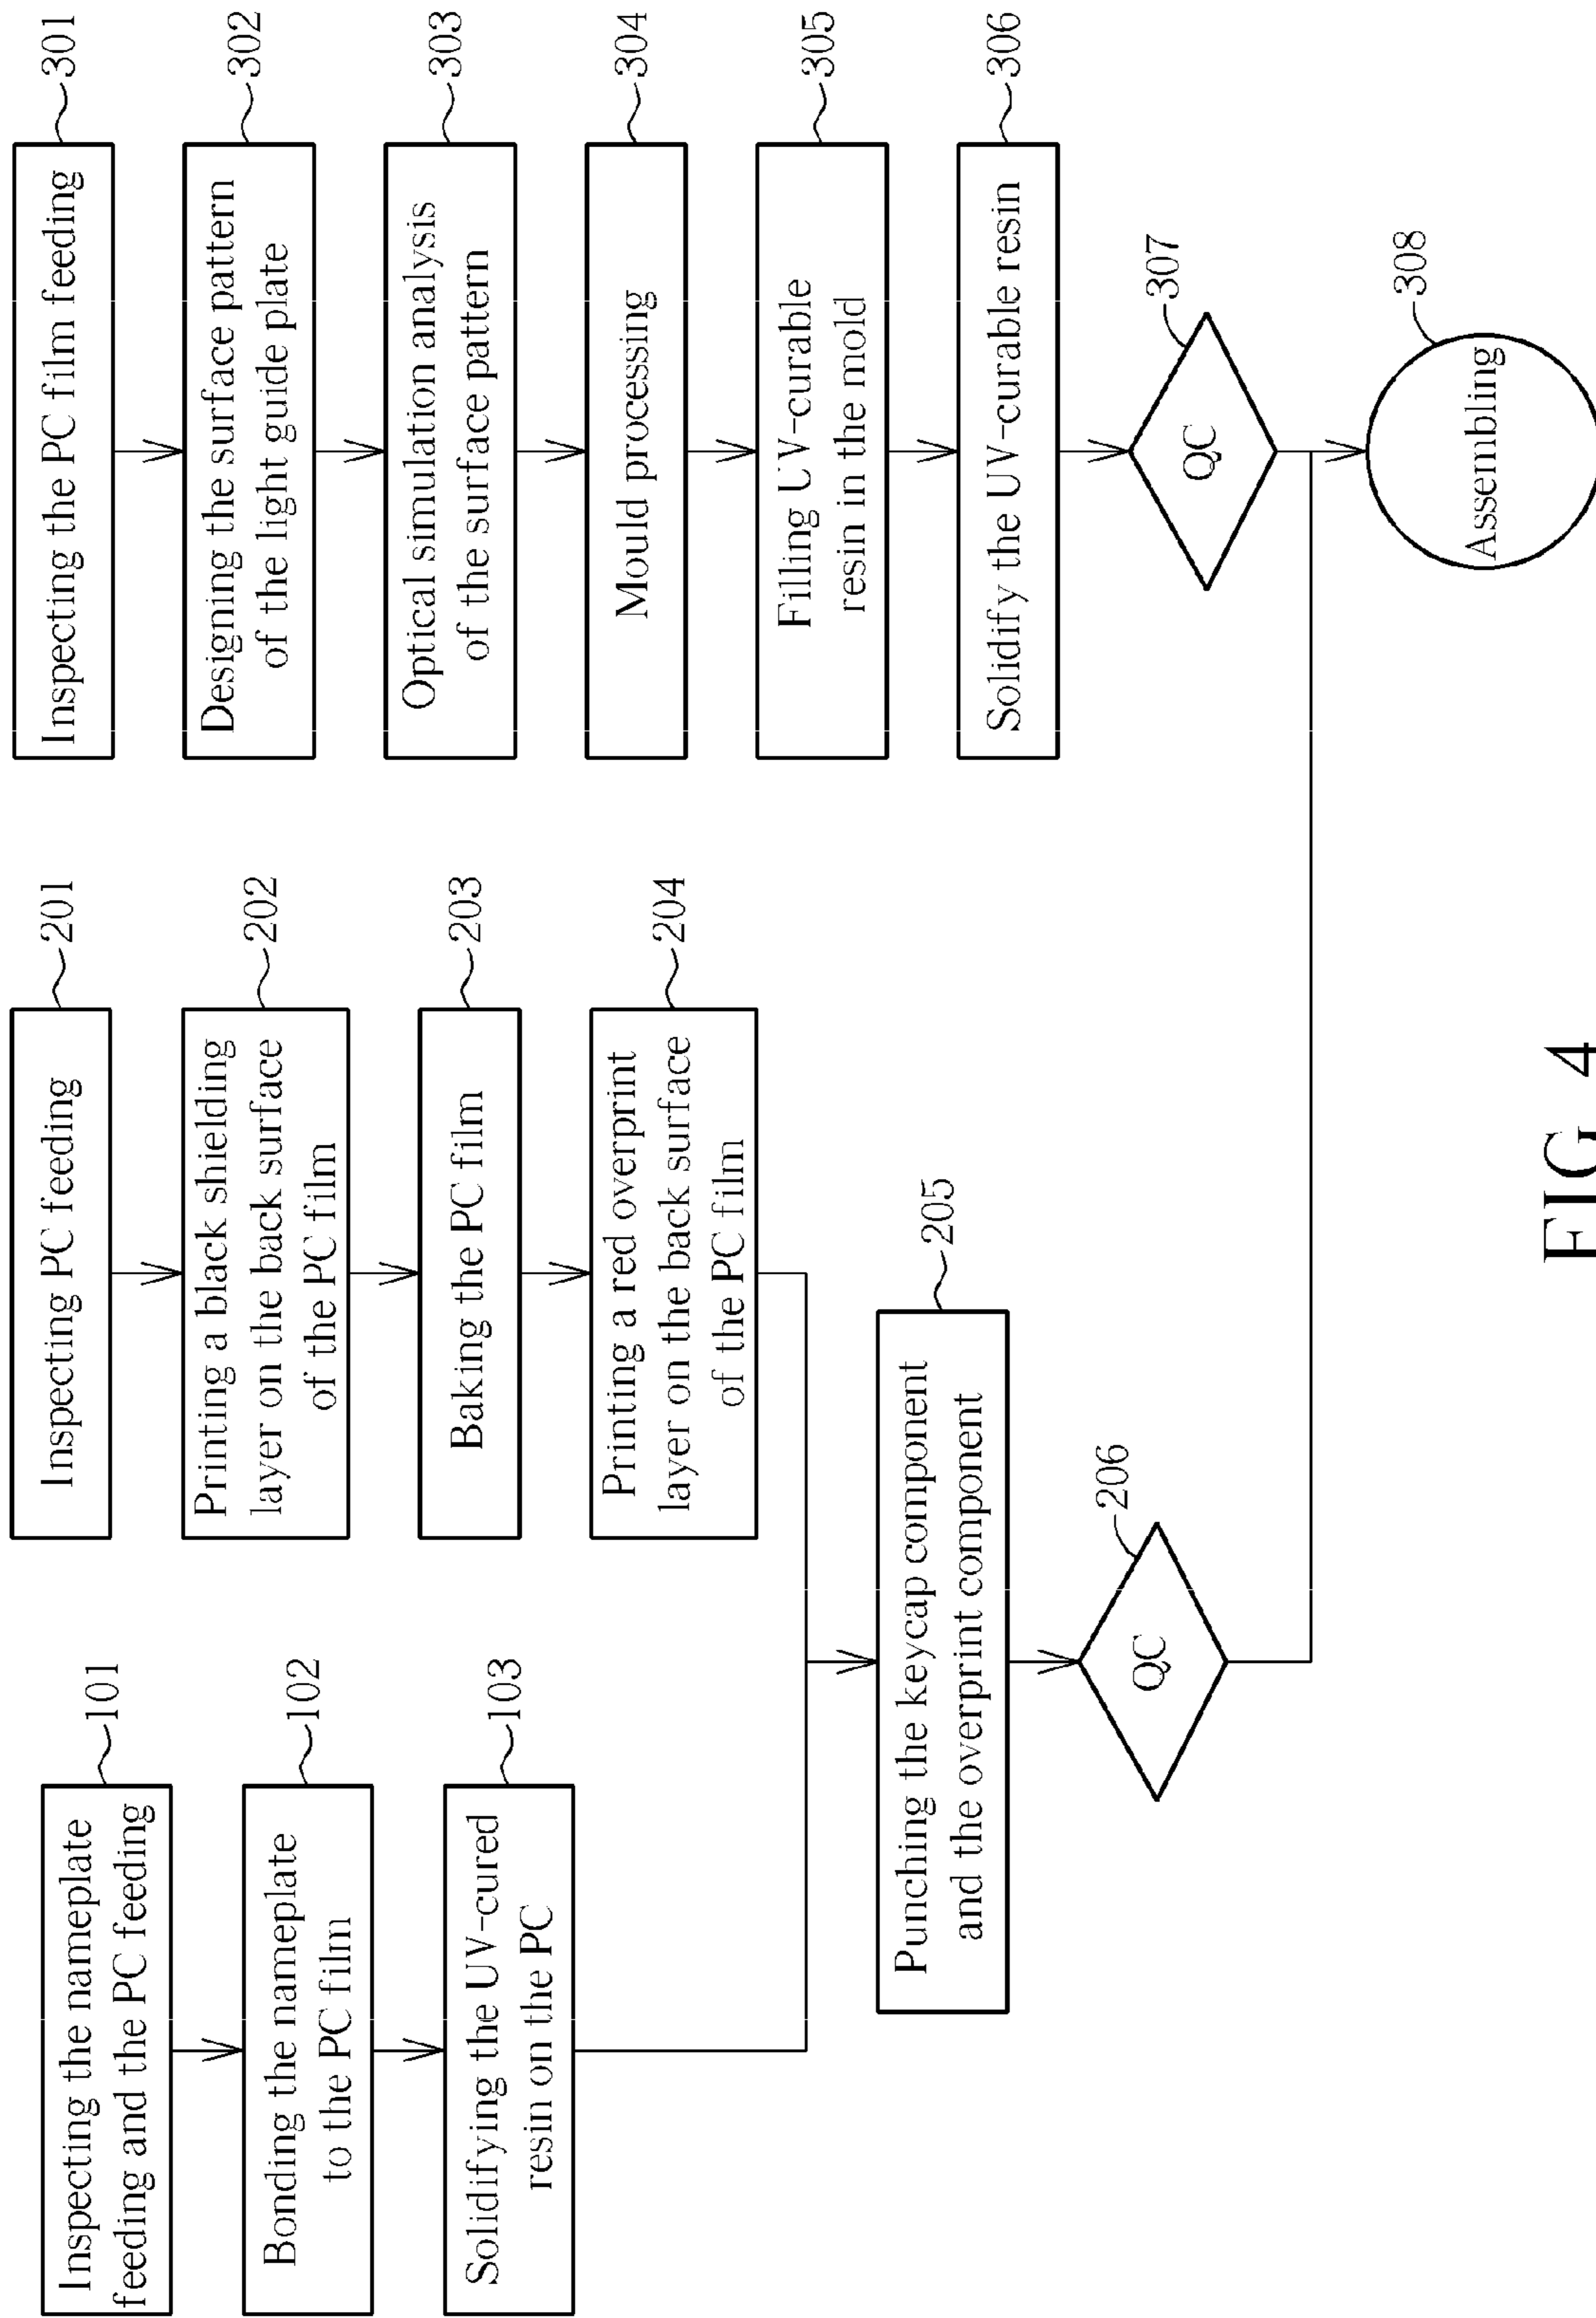 Inspecting the nameplate
feeding and the PC feeding
101
Bonding the nameplate
to the PC film
102
Solidifying the UV-cured
resin on the PC
103
Inspecting PC feeding
201
Printing a black shielding
layer on the back surface
of the PC film
202
Baking the PC film
203
Printing a red overprint
layer on the back surface
of the PC film
204
Punching the keycap component
and the overprint component
205
QC
206
Inspecting the PC film feeding
301
Designing the surface pattern
of the light guide plate
302
Optical simulation analysis
of the surface pattern
303
Mould processing
304
Filling UV-curable
resin in the mold
305
Solidify the UV-curable resin
306
QC
307
Assembling
308
FIG 4